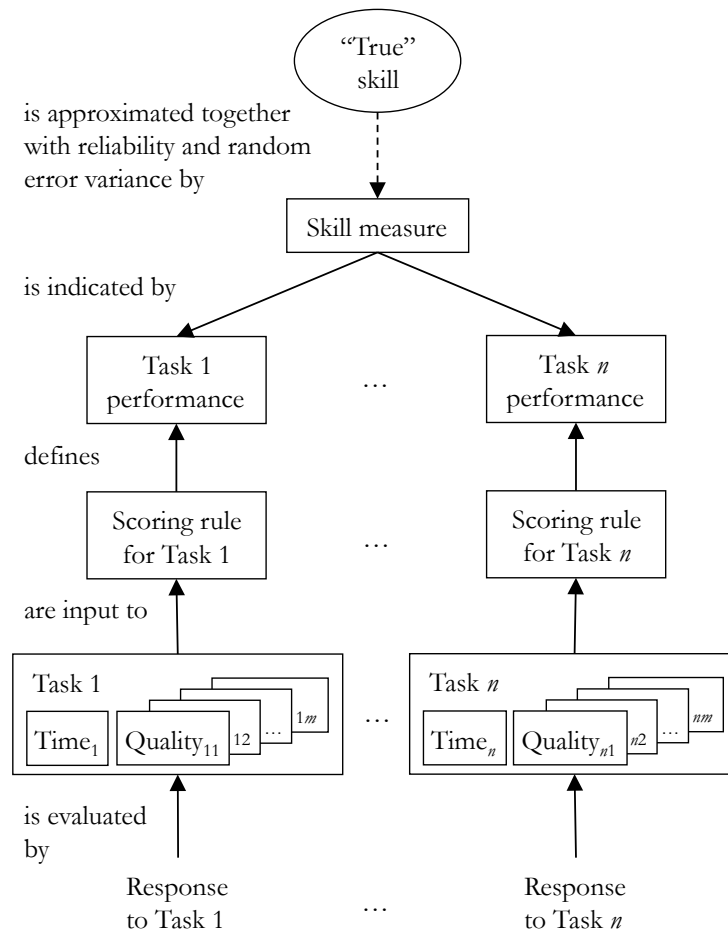 “True”
skill
is approximated together
with reliability and random
error variance by
Skill measure
is indicated by
Task 1
performance
…
Task n
performance
defines
Scoring rule
for Task 1
…
Scoring rule
for Task n
are input to
Task 1
Time1
Quality11
12
…
1m
…
Task n
Timen
Qualityn1
n2
…
nm
is evaluated
by
Response
to Task 1
…
Response
to Task n